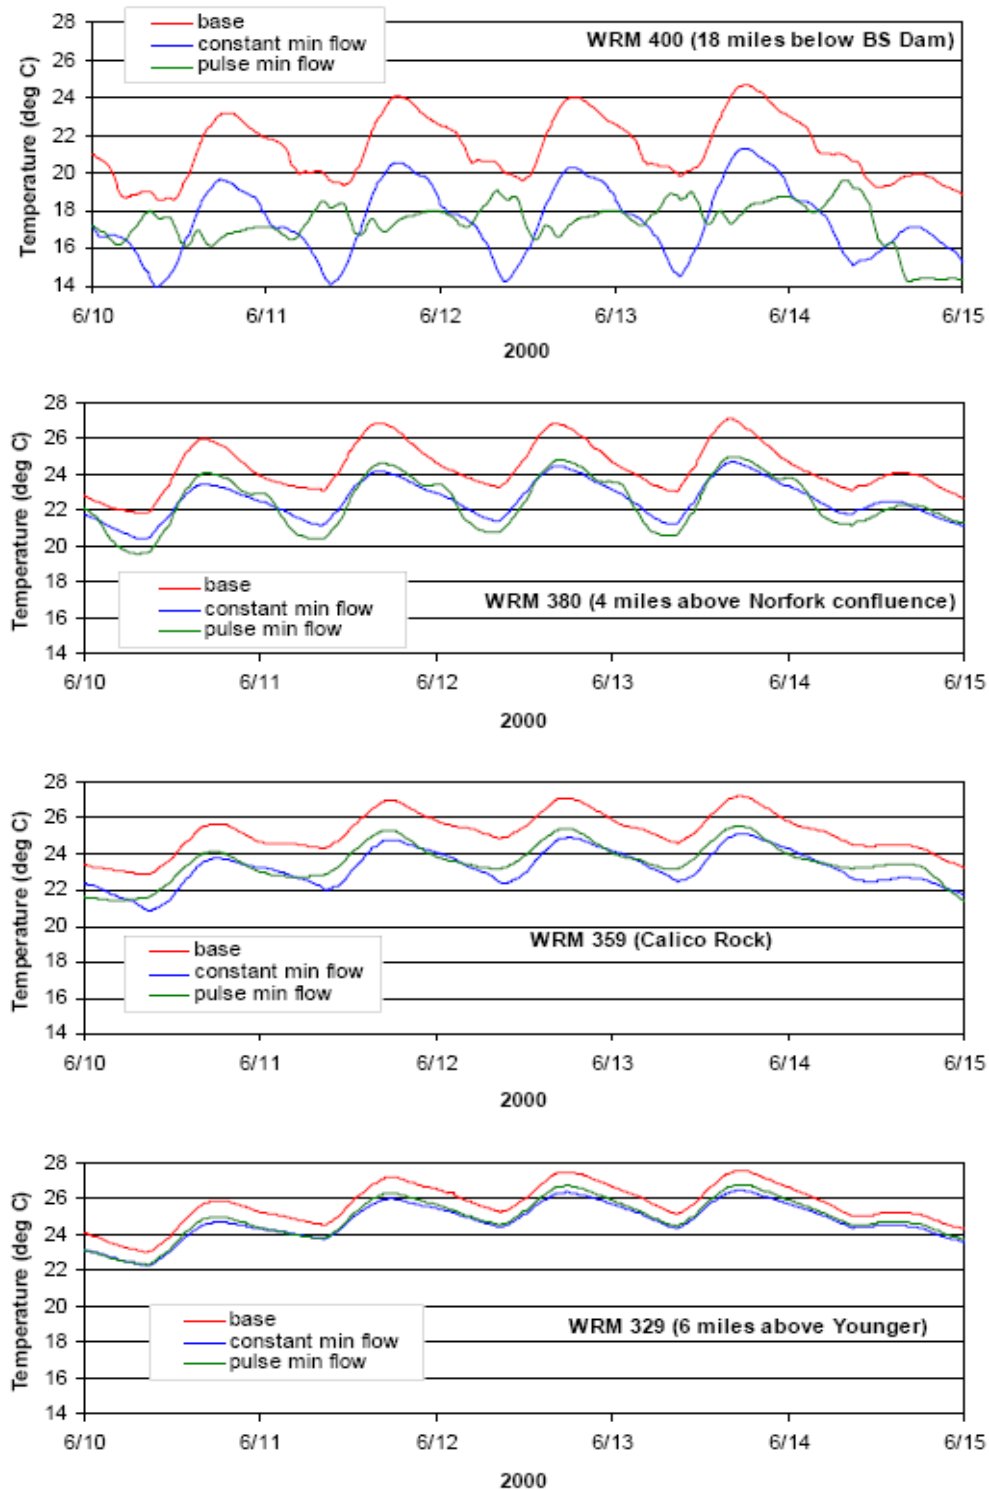 28
26
24
22
20
18
16
14
Temperature (deg C)
base
constant min flow
pulse min flow
WRM 400 (18 miles below BS Dam)
6/10 6/11 6/12 6/13 6/14 6/15
2000
28
26
24
22
20
18
16
14
Temperature (deg C)
base
constant min flow
pulse min flow
WRM 380 (4 miles above Norfork confluence)
6/10 6/11 6/12 6/13 6/14 6/15
2000
28
26
24
22
20
18
16
14
Temperature (deg C)
base
constant min flow
pulse min flow
WRM 359 (Calico Rock)
6/10 6/11 6/12 6/13 6/14 6/15
2000
28
26
24
22
20
18
16
14
Temperature (deg C)
base
constant min flow
pulse min flow
WRM 329 (6 miles above Younger)
6/10 6/11 6/12 6/13 6/14 6/15
2000